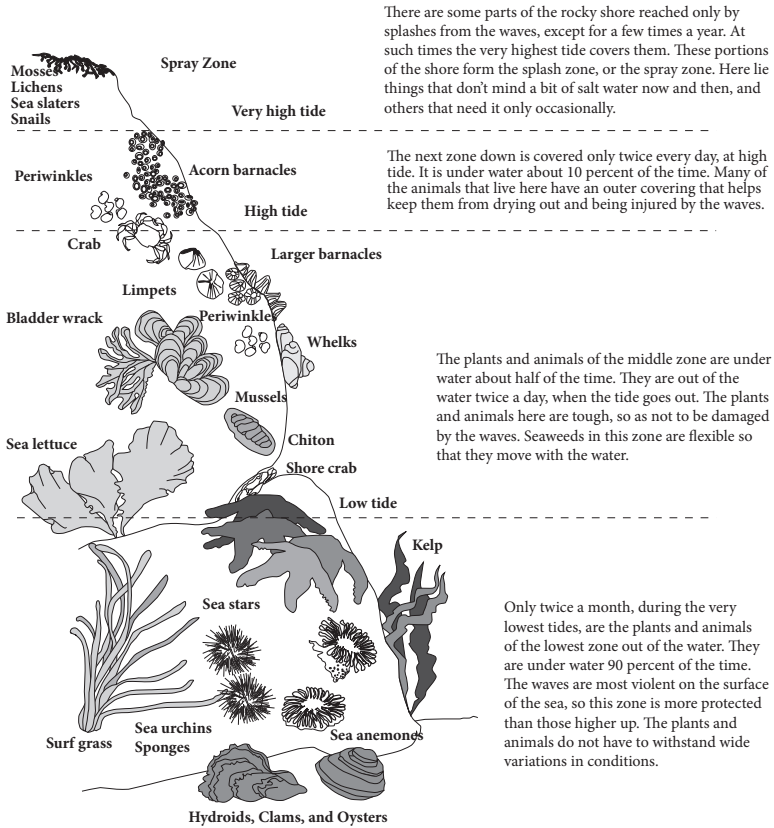 There are some parts of the rocky shore reached only by
splashes from the waves, except for a few times a year. At
such times the very highest tide covers them. These portions
of the shore form the splash zone, or the spray zone. Here lie
things that don't mind a bit of salt water now and then, and
others that need it only occasionally.
Spray Zone
Mosses
Lichens
Sea slaters
Snails
Very high tide
The next zone down is covered only twice every day, at high
tide. It is under water about 10 percent of the time. Many of
the animals that live here have an outer covering that helps
keep them from drying out and being injured by the waves.
Acorn barnacles
Periwinkles
High tide
Crab
Larger barnacles
Limpets
Bladder wrack
Periwinkles
Whelks
The plants and animals of the middle zone are under
water about half of the time. They are out of the
water twice a day, when the tide goes out. The plants
and animals here are tough, so as not to be damaged
by the waves. Seaweeds in this zone are flexible so
that they move with the water.
Mussels
Sea lettuce
Chiton
Shore crab
Low tide
Kelp
Sea stars
Only twice a month, during the very
lowest tides, are the plants and animals
of the lowest zone out of the water. They
are under water 90 percent of the time.
The waves are most violent on the surface
of the sea, so this zone is more protected
than those higher up. The plants and
animals do not have to withstand wide
variations in conditions.
Surf grass
Sea urchins
Sponges
Sea anemones
Hydroids, Clams, and Oysters